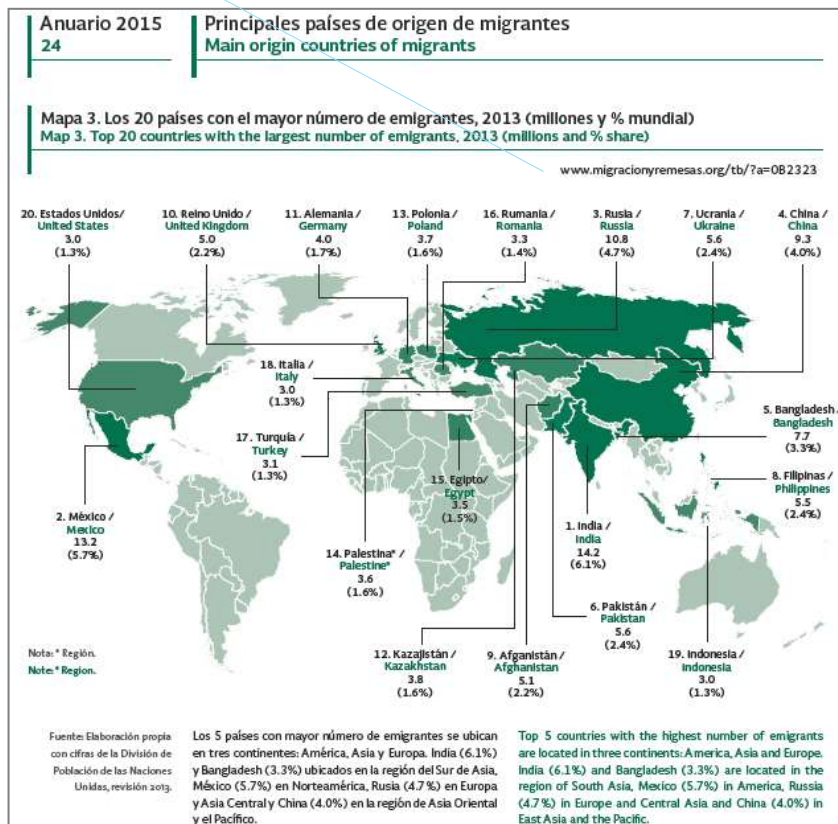 Anuario 2015
24
Principales países de origen de migrantes
Main origin countries of migrants
Mapa 3. Los 20 países con el mayor número de emigrantes, 2013 (millones y % mundial)
Map 3. Top 20 countries with the largest number of emigrants, 2013 (millions and % share)
www.migracionyremesas.org/tb/?a=0B2323
20. Estados Unidos/
United States
3.0
(1.3%)
10. Reino Unido /
United Kingdom
5.0
(2.2%)
11. Alemania /
Germany
4.0
(1.7%)
13. Polonia /
Poland
3.7
(1.6%)
16. Rumania /
Romania
3.3
(1.4%)
3. Rusia /
Russia
10.8
(4.7%)
7. Ucrania /
Ukraine
5.6
(2.4%)
4. China /
China
9.3
(4.0%)
18. Italia /
Italy
3.0
(1.3%)
17. Turquía /
Turkey
3.1
(1.3%)
15. Egipto/
Egypt
3.5
(1.5%)
5. Bangladesh /
Bangladesh
7.7
(3.3%)
8. Filipinas /
Philippines
5.5
(2.4%)
2. México /
Mexico
13.2
(5.7%)
14. Palestina* /
Palestine*
3.6
(1.6%)
1. India /
India
14.2
(6.1%)
12. Kazajistán /
Kazakhstan
3.8
(1.6%)
9. Afganistán /
Afghanistan
5.1
(2.2%)
6. Pakistán /
Pakistan
5.6
(2.4%)
19. Indonesia /
Indonesia
3.0
(1.3%)
Nota: * Región.
Note: * Region.
Fuente: Elaboración propia
con cifras de la División de
Población de las Naciones
Unidas, revisión 2013.
Los 5 países con mayor número de emigrantes se ubican
en tres continentes: América, Asia y Europa. India (6.1%)
y Bangladesh (3.3%) ubicados en la región del Sur de Asia,
México (5.7%) en Norteamérica, Rusia (4.7 %) en Europa
y Asia Central y China (4.0%) en la región de Asia Oriental
y el Pacífico.
Top 5 countries with the highest number of emigrants
are located in three continents: America, Asia and Europe.
India (6.1%) and Bangladesh (3.3%) are located in the
region of South Asia, Mexico (5.7%) in America, Russia
(4.7 %) in Europe and Central Asia and China (4.0%) in
East Asia and the Pacific.